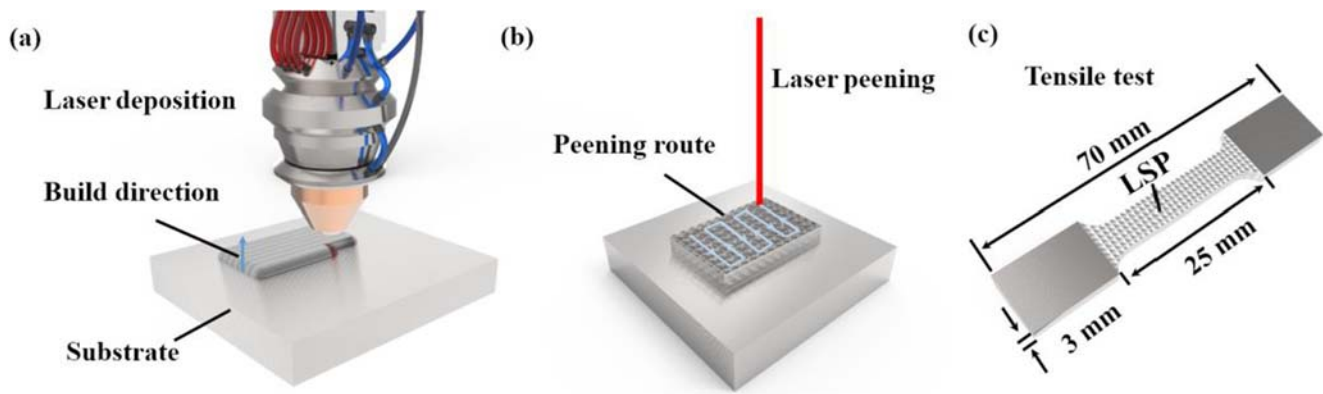 (a)
Laser deposition
Build direction
Substrate
(b)
Laser peening
Peening route
(c)
Tensile test
70 mm
LSP
25 mm
3 mm